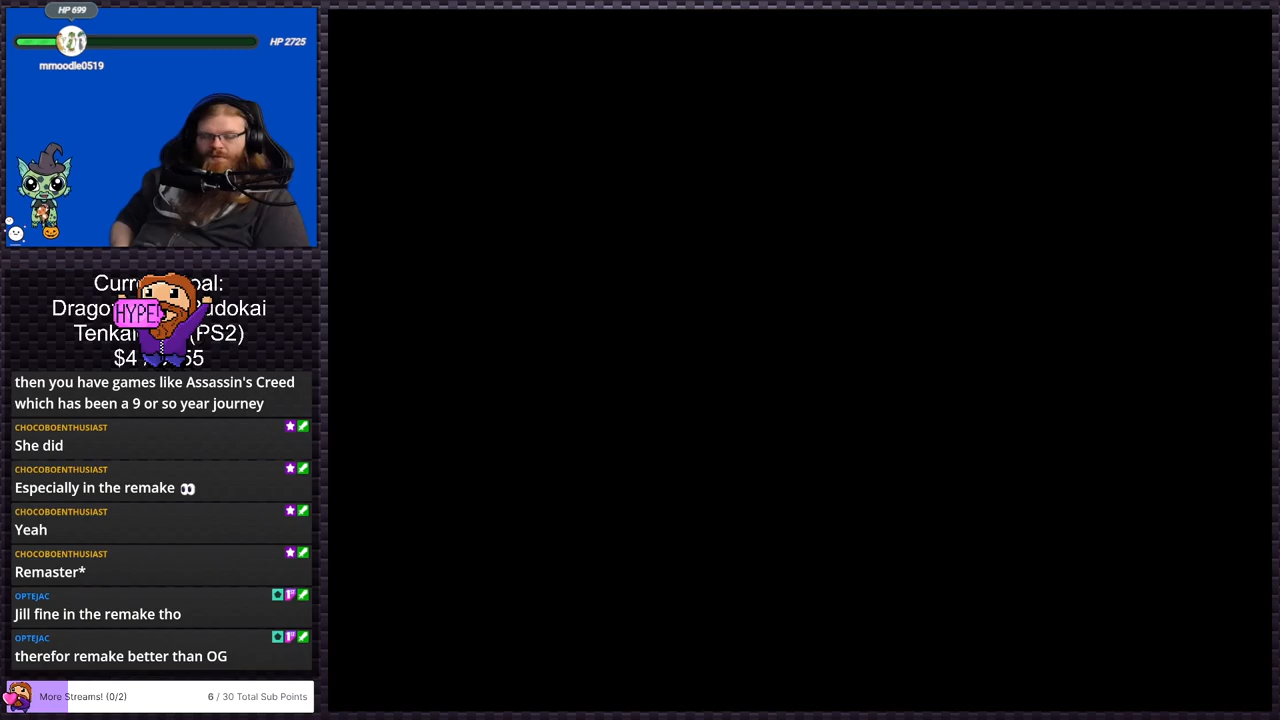 HP 699
HP 2725
mmoodle0519
Curr oal:
Drago udokai
HYPE!
Tenkai (PS2)
$4 55
then you have games like Assassin's Creed
which has been a 9 or so year journey
CHOCOBOENTHUSIAST
She did
CHOCOBOENTHUSIAST
Especially in the remake 👀
CHOCOBOENTHUSIAST
Yeah
CHOCOBOENTHUSIAST
Remaster*
OPTEJAC
Jill fine in the remake tho
OPTEJAC
therefor remake better than OG
More Streams! (0/2)
6 / 30 Total Sub Points